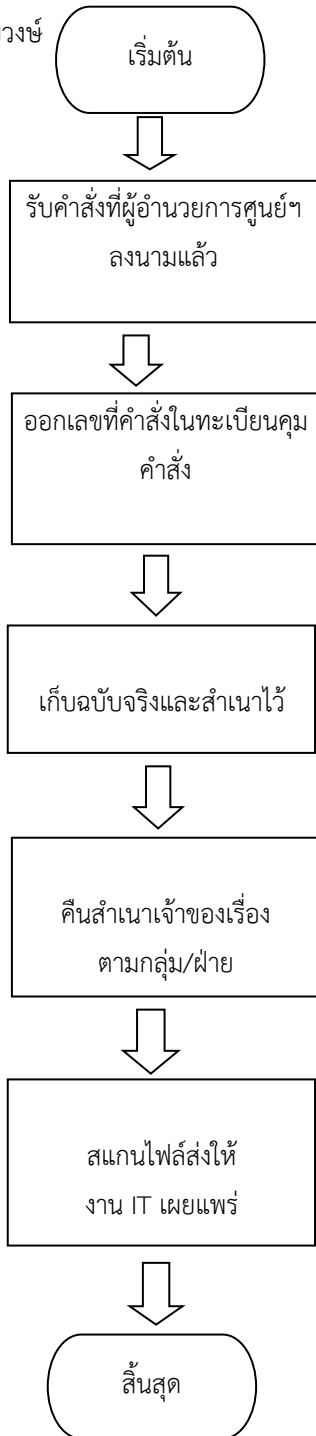 เริ่มต้น
รับคำสั่งที่ผู้อำนวยการศูนย์ฯ
ลงนามแล้ว
ออกเลขที่คำสั่งในทะเบียนคุม
คำสั่ง
เก็บฉบับจริงและสำเนาไว้
คืนสำเนาเจ้าของเรื่อง
ตามกลุ่ม/ฝ่าย
สแกนไฟล์ส่งให้
งาน IT เผยแพร่
สิ้นสุด